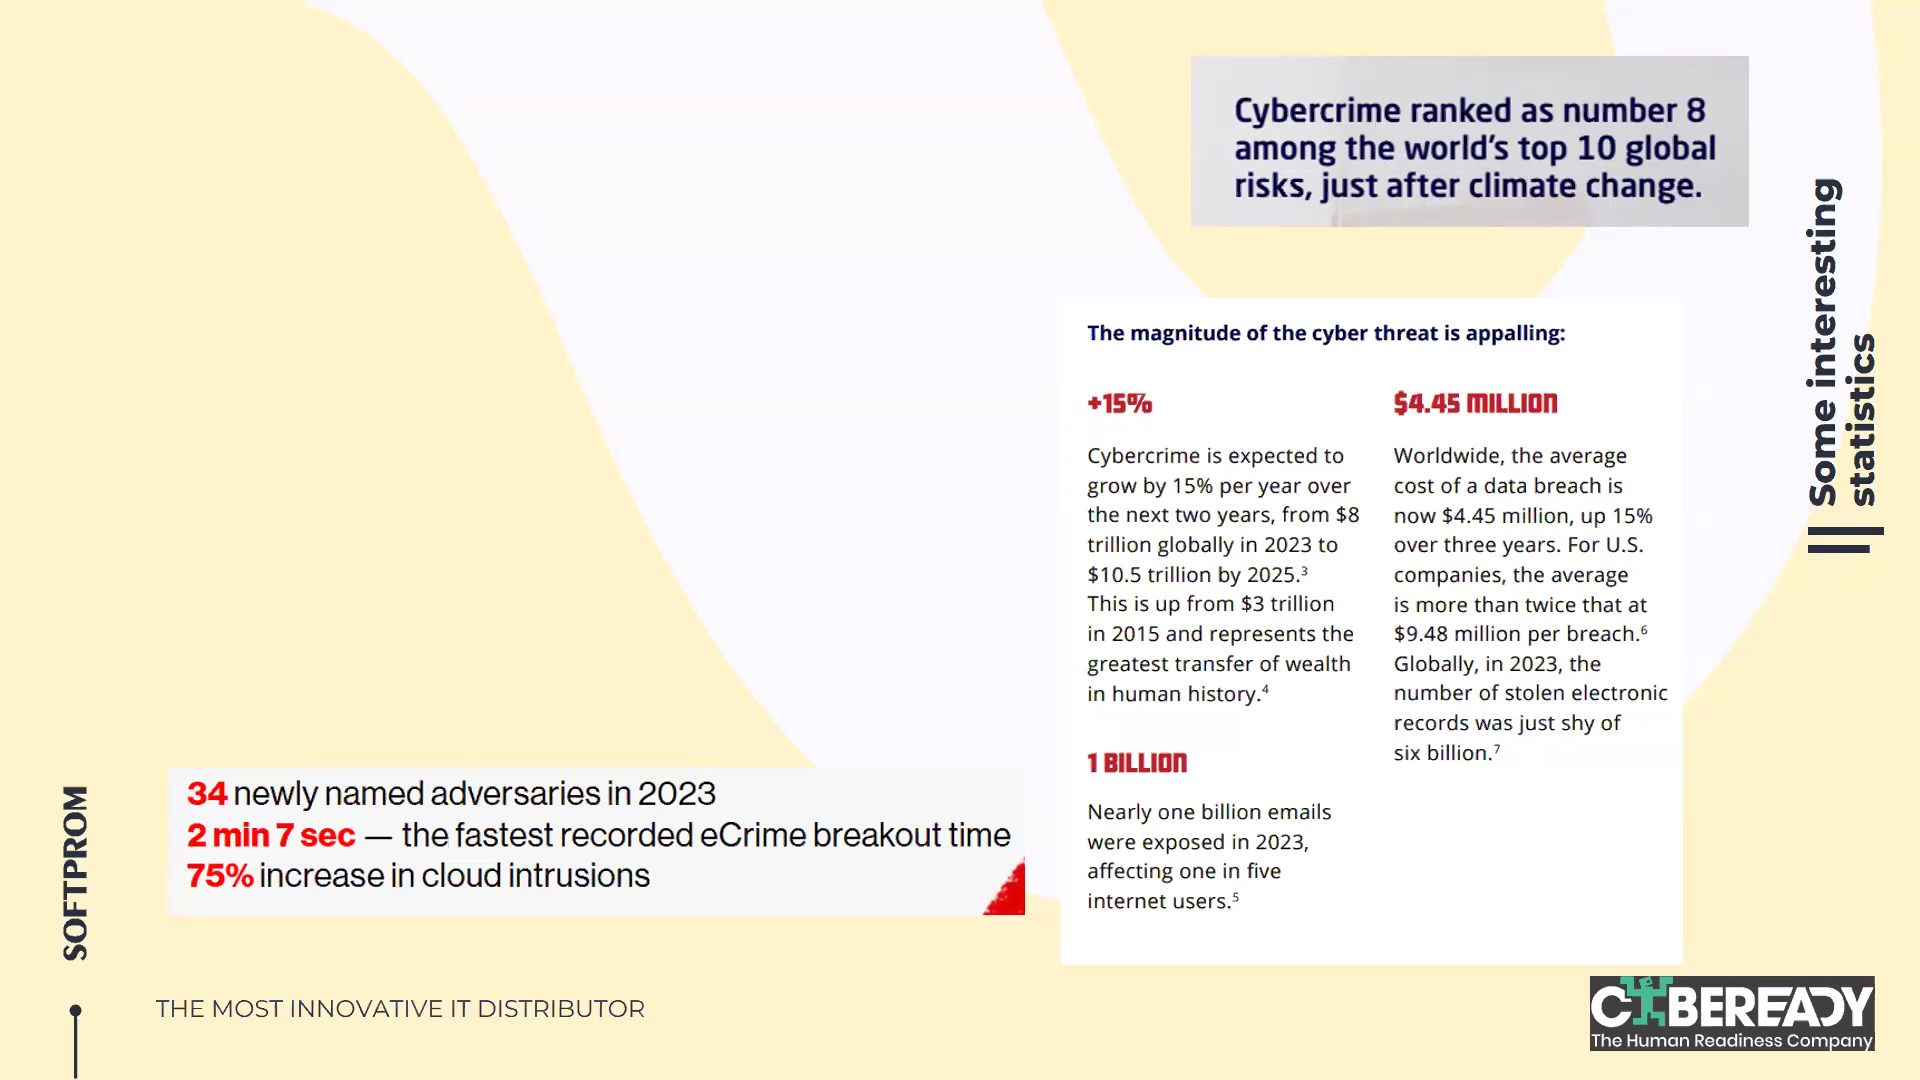 Cybercrime ranked as number 8
among the world's top 10 global
risks, just after climate change.
Some interesting
statistics
The magnitude of the cyber threat is appalling:
+15%
Cybercrime is expected to
grow by 15% per year over
the next two years, from $8
trillion globally in 2023 to
$10.5 trillion by 2025.³
This is up from $3 trillion
in 2015 and represents the
greatest transfer of wealth
in human history.⁴
1 BILLION
Nearly one billion emails
were exposed in 2023,
affecting one in five
internet users.⁵
$4.45 MILLION
Worldwide, the average
cost of a data breach is
now $4.45 million, up 15%
over three years. For U.S.
companies, the average
is more than twice that at
$9.48 million per breach.⁶
Globally, in 2023, the
number of stolen electronic
records was just shy of
six billion.⁷
34 newly named adversaries in 2023
2 min 7 sec — the fastest recorded eCrime breakout time
75% increase in cloud intrusions
SOFTPROM
THE MOST INNOVATIVE IT DISTRIBUTOR
CYBEREADY
The Human Readiness Company